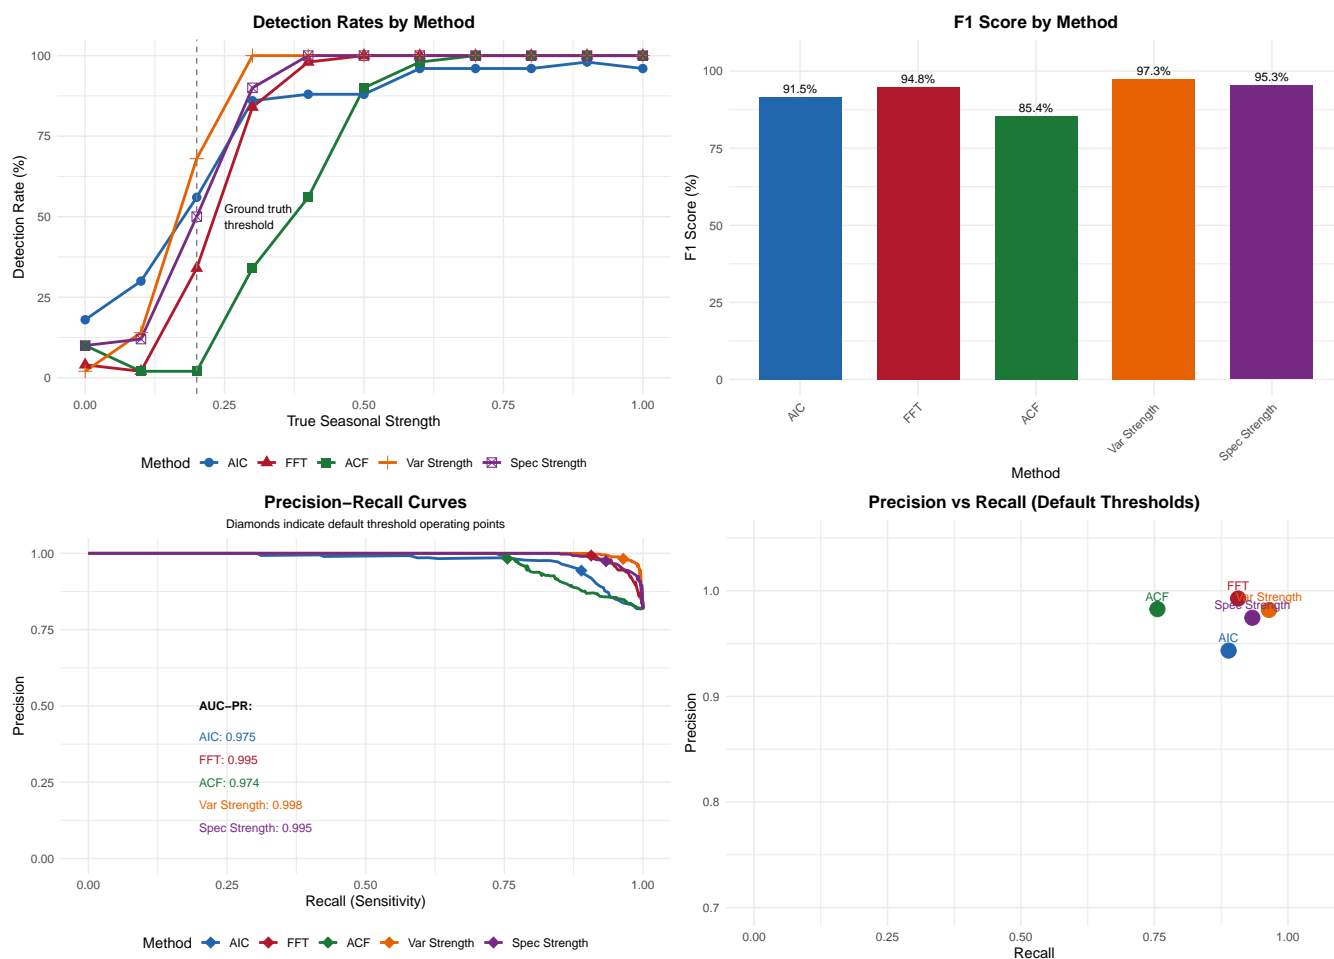 Detection Rates by Method
100
75
50
25
0
Detection Rate (%)
Ground truth
threshold
0.00
0.25
0.50
0.75
1.00
True Seasonal Strength
Method AIC FFT ACF Var Strength Spec Strength
F1 Score by Method
100
75
50
25
0
F1 Score (%)
91.5%
94.8%
85.4%
97.3%
95.3%
AIC
FFT
ACF
Var Strength
Spec Strength
Method
Precision−Recall Curves
Diamonds indicate default threshold operating points
1.00
0.75
0.50
0.25
0.00
Precision
AUC−PR:
AIC: 0.975
FFT: 0.995
ACF: 0.974
Var Strength: 0.998
Spec Strength: 0.995
0.00
0.25
0.50
0.75
1.00
Recall (Sensitivity)
Method AIC FFT ACF Var Strength Spec Strength
Precision vs Recall (Default Thresholds)
1.0
0.9
0.8
0.7
Precision
FFT
ACF
Var Strength
Spec Strength
AIC
0.00
0.25
0.50
0.75
1.00
Recall